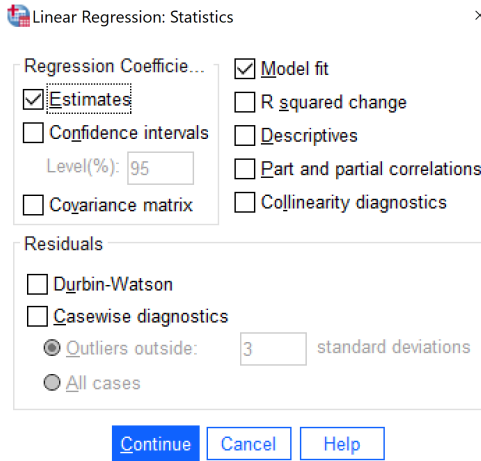 Linear Regression: Statistics
Regression Coefficie...
Estimates
Confidence intervals
Level(%): 95
Covariance matrix
Model fit
R squared change
Descriptives
Part and partial correlations
Collinearity diagnostics
Residuals
Durbin-Watson
Casewise diagnostics
Outliers outside: 3 standard deviations
All cases
Continue Cancel Help